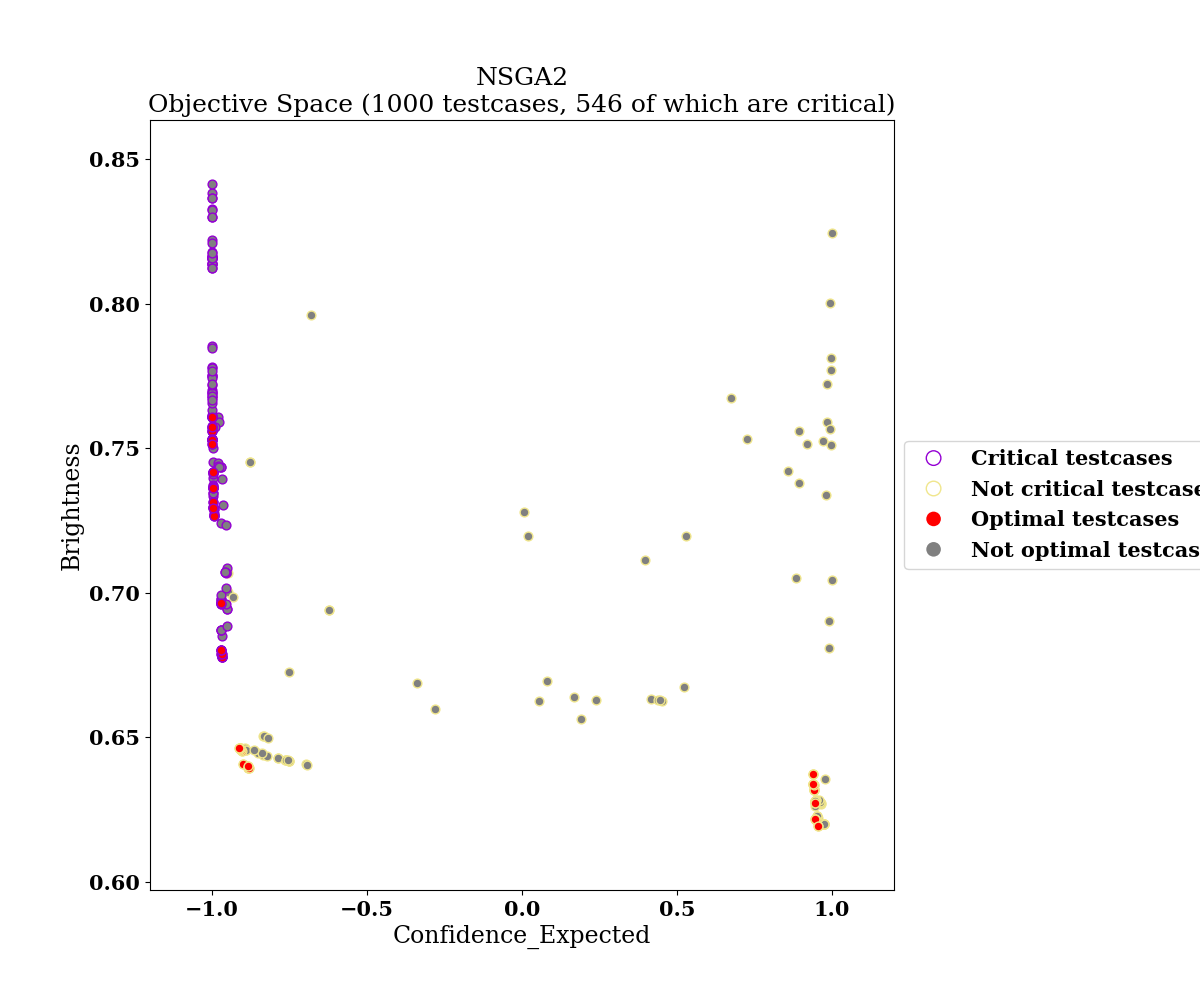 NSGA2
Objective Space (1000 testcases, 546 of which are critical)
0.85
0.80
0.75
0.70
0.65
0.60
Brightness
−1.0
−0.5
0.0
0.5
1.0
Confidence_Expected
Critical testcases
Not critical testcase
Optimal testcases
Not optimal testcas